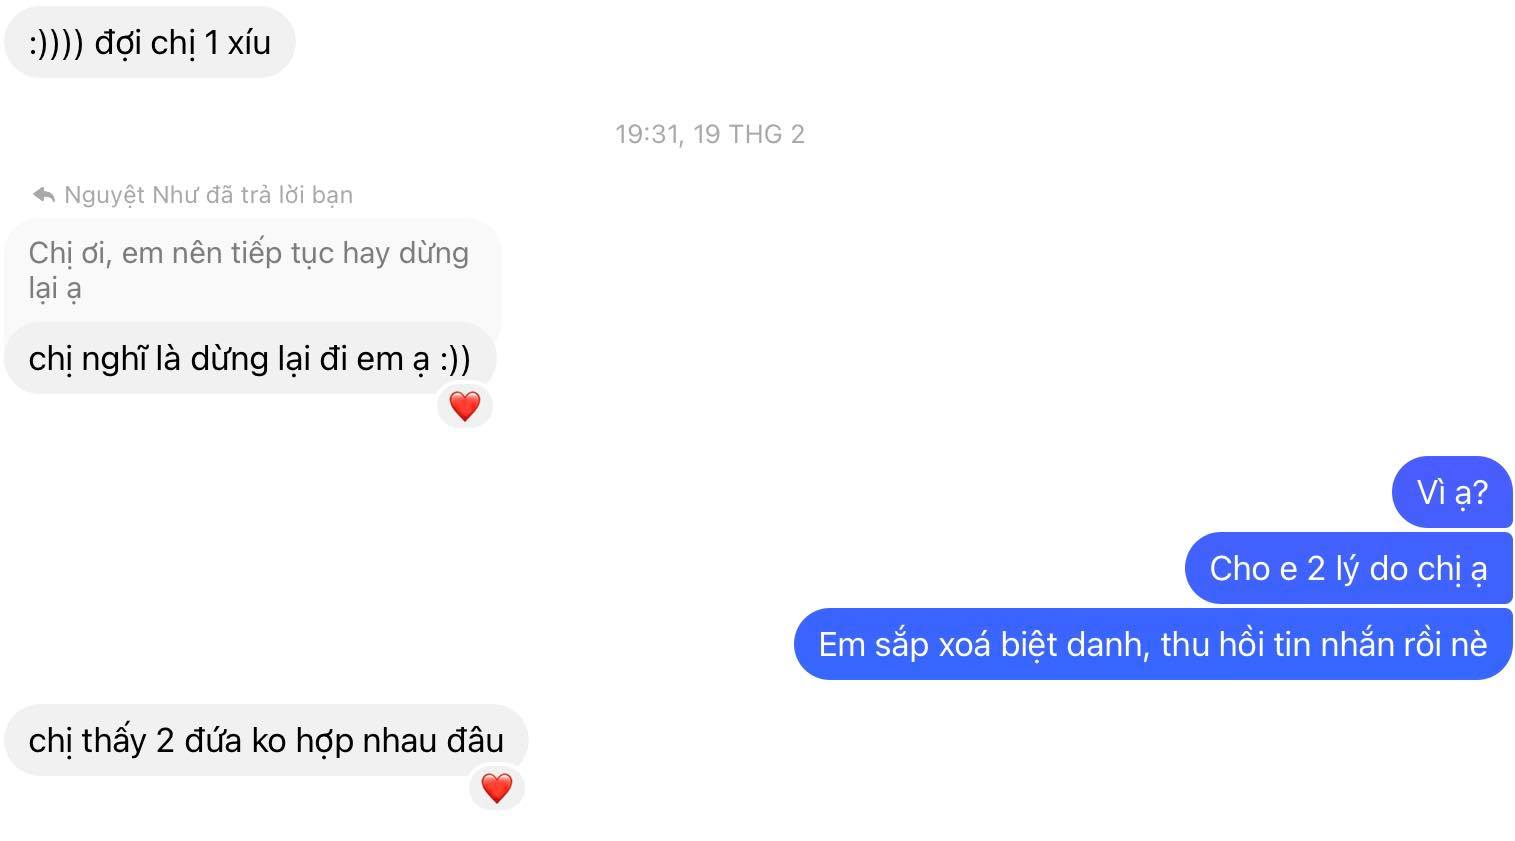 :)))) đợi chị 1 xíu
19:31, 19 THG 2
Nguyệt Như đã trả lời bạn
Chị ơi, em nên tiếp tục hay dừng
lại ạ
chị nghĩ là dừng lại đi em ạ :))
Vì ạ?
Cho e 2 lý do chị ạ
Em sắp xoá biệt danh, thu hồi tin nhắn rồi nè
chị thấy 2 đứa ko hợp nhau đâu